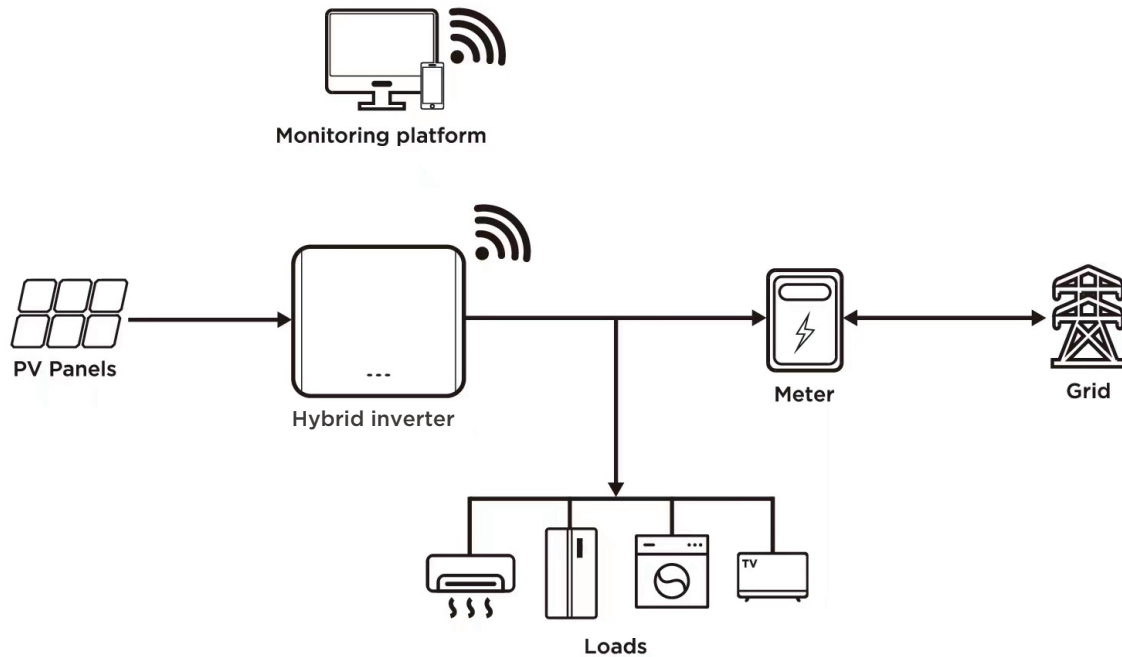 Monitoring platform
PV Panels
Hybrid inverter
Meter
Grid
TV
Loads